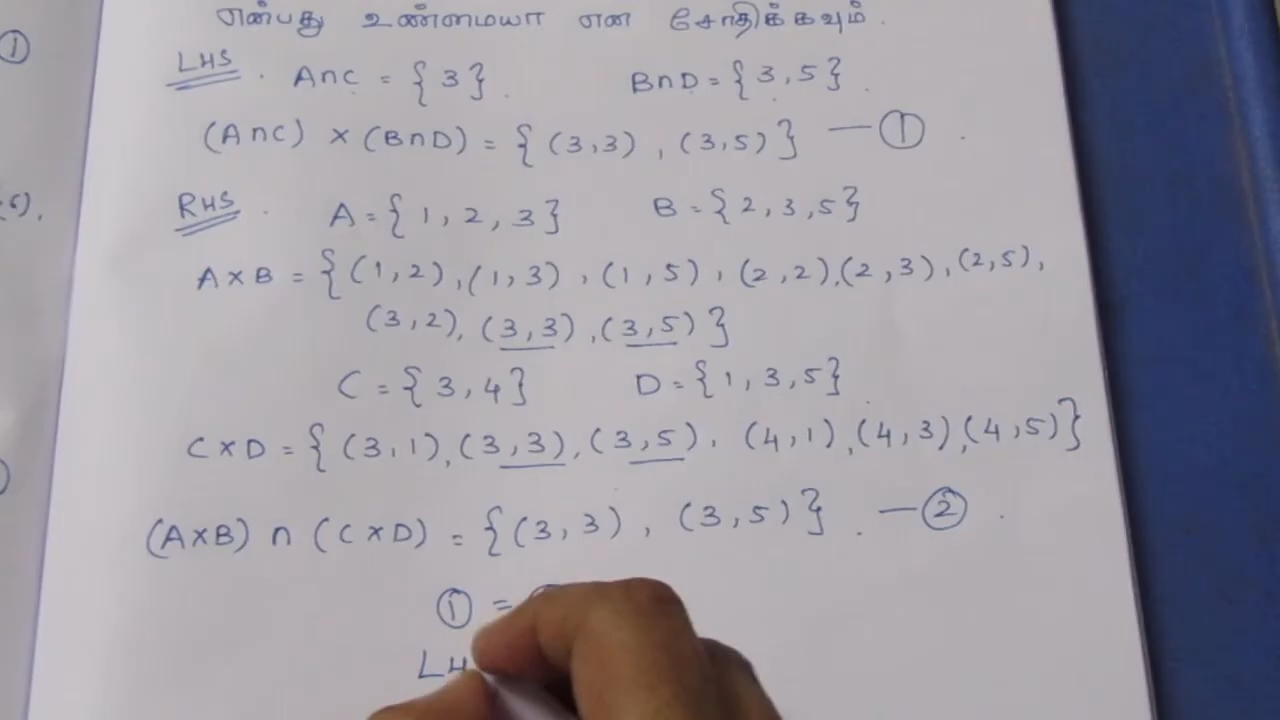 ①
என்பது உண்மையா என சோதிக்கவும்.
LHS. A∩C = {3}. B∩D = {3,5}.
(A∩C) × (B∩D) = {(3,3), (3,5)} — ①.
6),
RHS. A = {1, 2, 3} B = {2,3,5}
A×B = {(1,2), (1,3), (1,5), (2,2), (2,3), (2,5),
(3,2), (3,3), (3,5)}
C = {3,4} D = {1,3,5}
C×D = {(3,1), (3,3), (3,5), (4,1), (4,3), (4,5)}
(A×B) ∩ (C×D) = {(3,3), (3,5)}. — ②.
① =
LH